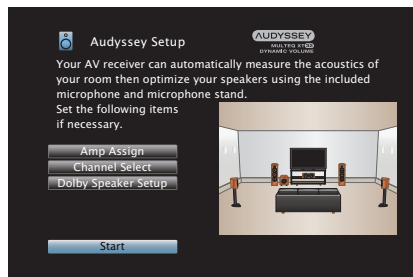 Audyssey Setup
AUDYSSEY
MULTEQ XT32
DYNAMIC VOLUME
Your AV receiver can automatically measure the acoustics of
your room then optimize your speakers using the included
microphone and microphone stand.
Set the following items
if necessary.
Amp Assign
Channel Select
Dolby Speaker Setup
Start